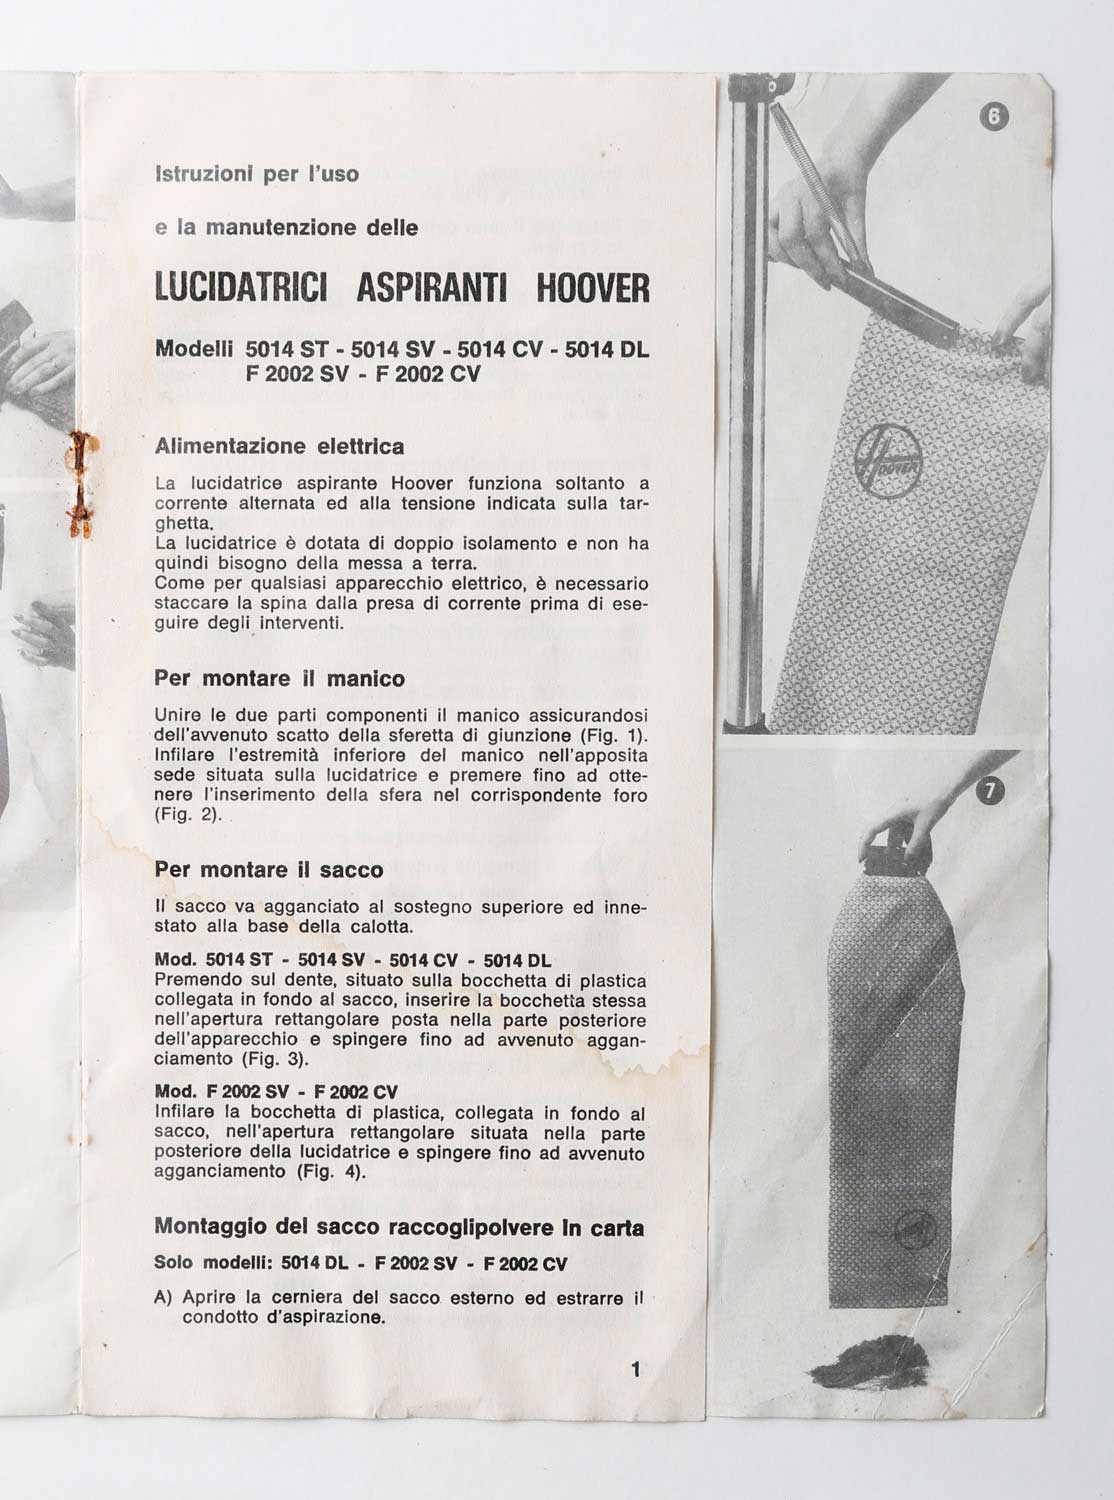 Istruzioni per l'uso
e la manutenzione delle
LUCIDATRICI ASPIRANTI HOOVER
Modelli 5014 ST - 5014 SV - 5014 CV - 5014 DL
F 2002 SV - F 2002 CV
Alimentazione elettrica
La lucidatrice aspirante Hoover funziona soltanto a
corrente alternata ed alla tensione indicata sulla tar-
ghetta.
La lucidatrice è dotata di doppio isolamento e non ha
quindi bisogno della messa a terra.
Come per qualsiasi apparecchio elettrico, è necessario
staccare la spina dalla presa di corrente prima di ese-
guire degli interventi.
Per montare il manico
Unire le due parti componenti il manico assicurandosi
dell'avvenuto scatto della sferetta di giunzione (Fig. 1).
Infilare l'estremità inferiore del manico nell'apposita
sede situata sulla lucidatrice e premere fino ad otte-
nere l'inserimento della sfera nel corrispondente foro
(Fig. 2).
Per montare il sacco
Il sacco va agganciato al sostegno superiore ed inne-
stato alla base della calotta.
Mod. 5014 ST - 5014 SV - 5014 CV - 5014 DL
Premendo sul dente, situato sulla bocchetta di plastica
collegata in fondo al sacco, inserire la bocchetta stessa
nell'apertura rettangolare posta nella parte posteriore
dell'apparecchio e spingere fino ad avvenuto aggan-
ciamento (Fig. 3).
Mod. F 2002 SV - F 2002 CV
Infilare la bocchetta di plastica, collegata in fondo al
sacco, nell'apertura rettangolare situata nella parte
posteriore della lucidatrice e spingere fino ad avvenuto
agganciamento (Fig. 4).
Montaggio del sacco raccoglipolvere in carta
Solo modelli: 5014 DL - F 2002 SV - F 2002 CV
A) Aprire la cerniera del sacco esterno ed estrarre il
condotto d'aspirazione.
1
6
HOOVER
7